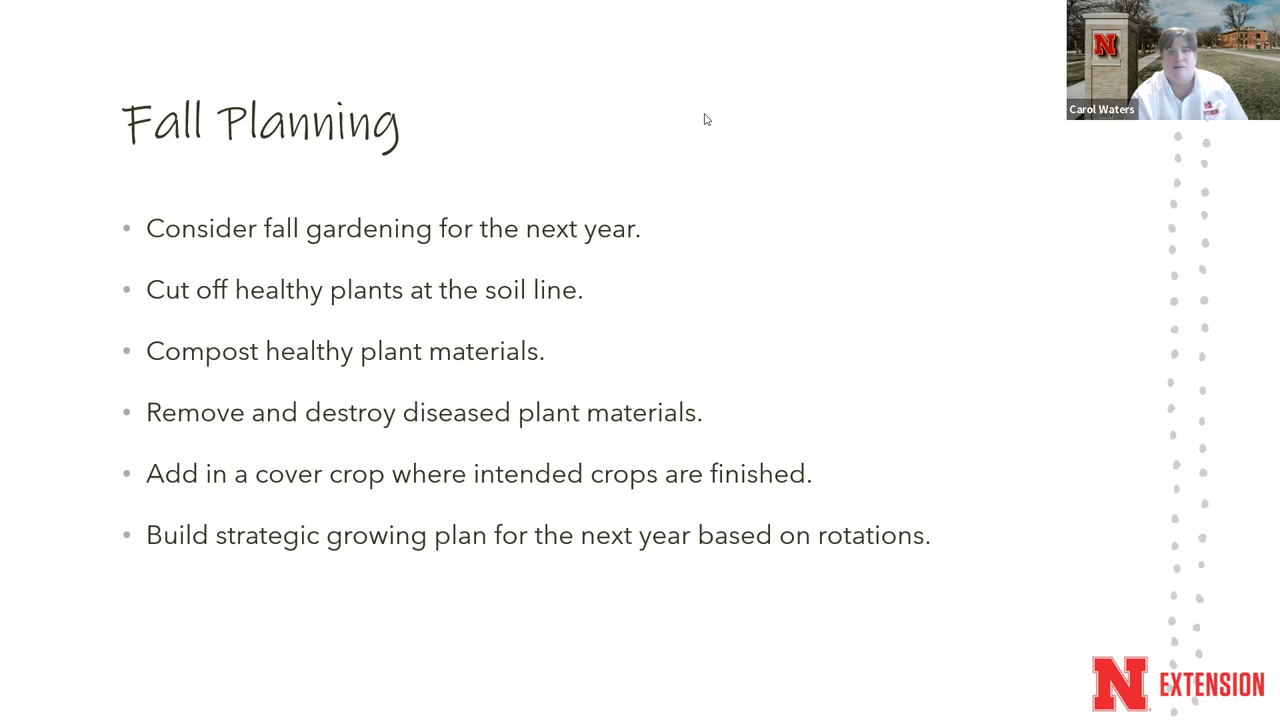 N
Carol Waters
Fall Planning
• Consider fall gardening for the next year.
• Cut off healthy plants at the soil line.
• Compost healthy plant materials.
• Remove and destroy diseased plant materials.
• Add in a cover crop where intended crops are finished.
• Build strategic growing plan for the next year based on rotations.
N EXTENSION